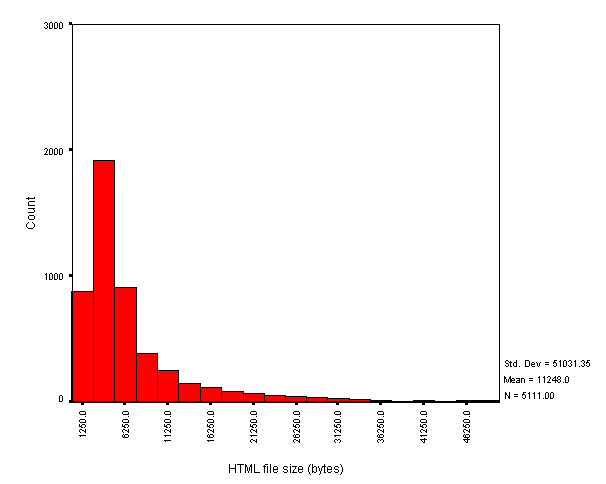 3000
2000
1000
0
Count
1250.0
6250.0
11250.0
16250.0
21250.0
26250.0
31250.0
36250.0
41250.0
46250.0
HTML file size (bytes)
Std. Dev = 51031.35
Mean = 11248.0
N = 5111.00